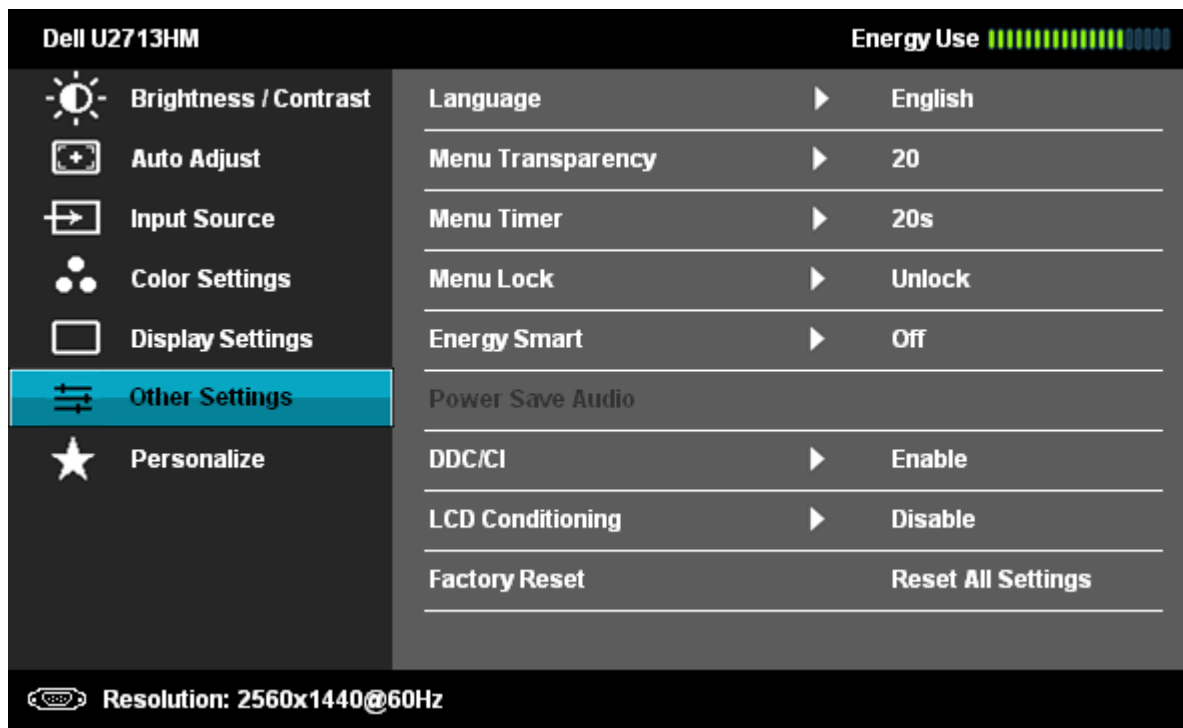 Dell U2713HM Energy Use
Brightness / Contrast Language English
Auto Adjust Menu Transparency 20
Input Source Menu Timer 20s
Color Settings Menu Lock Unlock
Display Settings Energy Smart Off
Other Settings Power Save Audio
Personalize DDC/CI Enable
LCD Conditioning Disable
Factory Reset Reset All Settings
Resolution: 2560x1440@60Hz